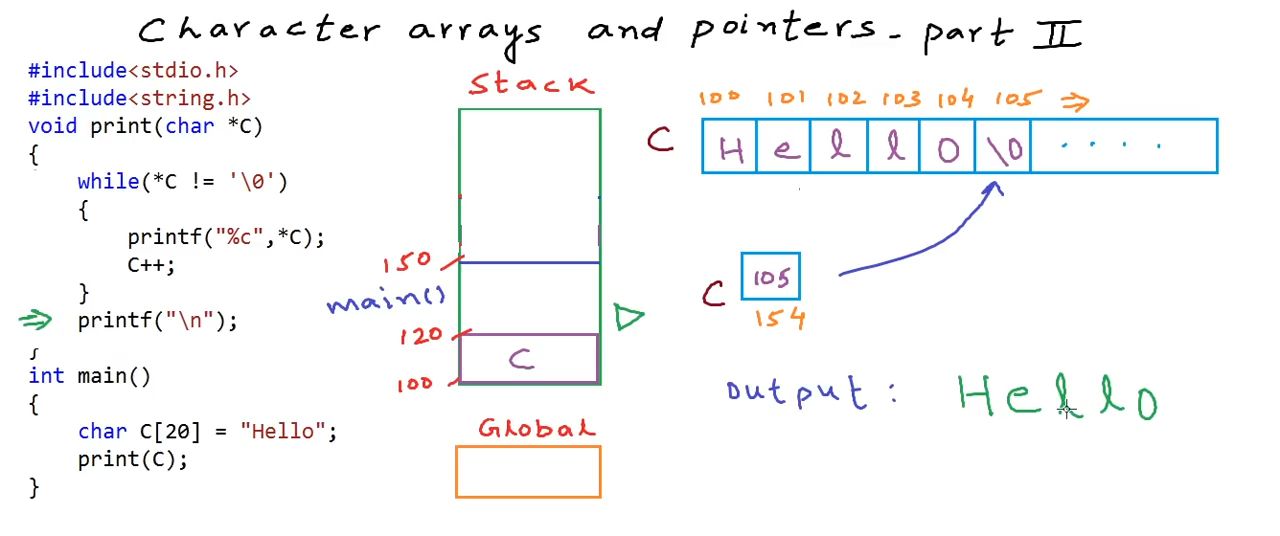 Character arrays and pointers - part II
#include<stdio.h>
#include<string.h>
void print(char *C)
{
while(*C != '\0')
{
printf("%c",*C);
C++;
}
printf("\n");
}
int main()
{
char C[20] = "Hello";
print(C);
}
Stack
150
main()
120
C
100
Global
100 101 102 103 104 105
C H e l l o \0 . . . .
C 105
154
output: Hello